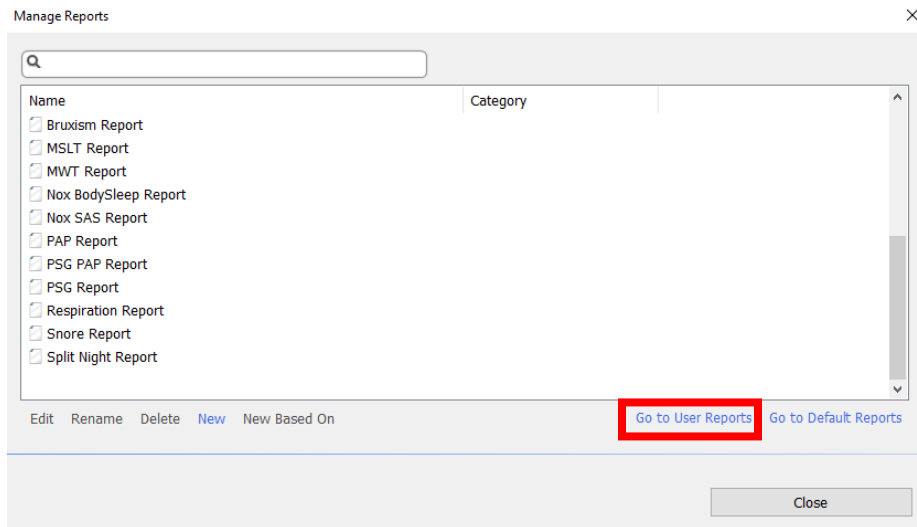 Manage Reports
Name Category
Bruxism Report
MSLT Report
MWT Report
Nox BodySleep Report
Nox SAS Report
PAP Report
PSG PAP Report
PSG Report
Respiration Report
Snore Report
Split Night Report
Edit Rename Delete New New Based On Go to User Reports Go to Default Reports
Close